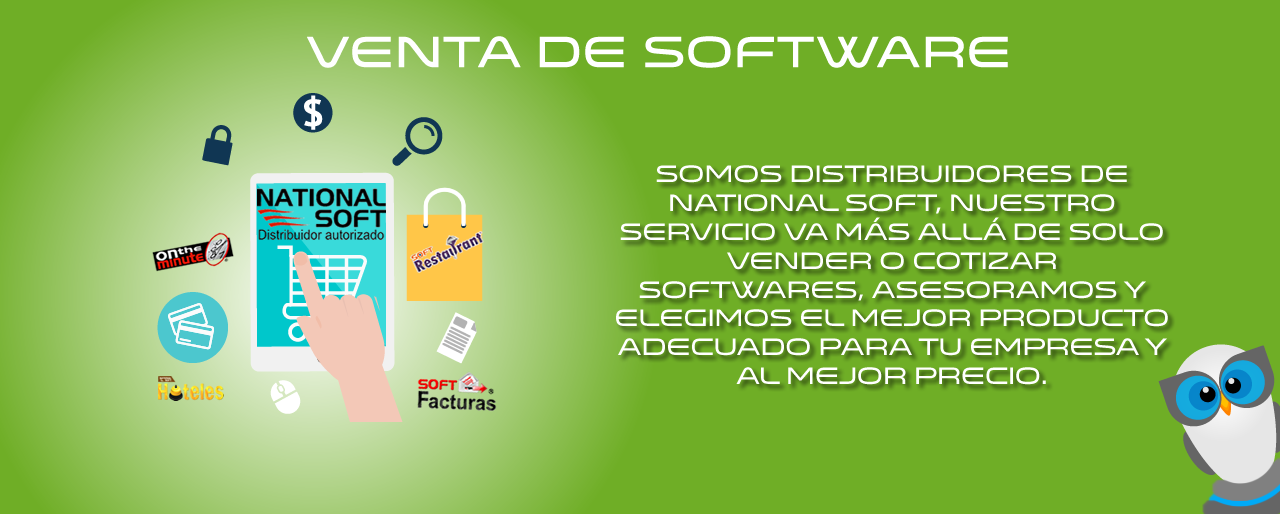 VENTA DE SOFTWARE
$
NATIONAL
SOFT
Distribuidor autorizado
on the
minute
SOFT
Restaurant
Hoteles
SOFT
Facturas
SOMOS DISTRIBUIDORES DE
NATIONAL SOFT, NUESTRO
SERVICIO VA MÁS ALLÁ DE SOLO
VENDER O COTIZAR
SOFTWARES, ASESORAMOS Y
ELEGIMOS EL MEJOR PRODUCTO
ADECUADO PARA TU EMPRESA Y
AL MEJOR PRECIO.